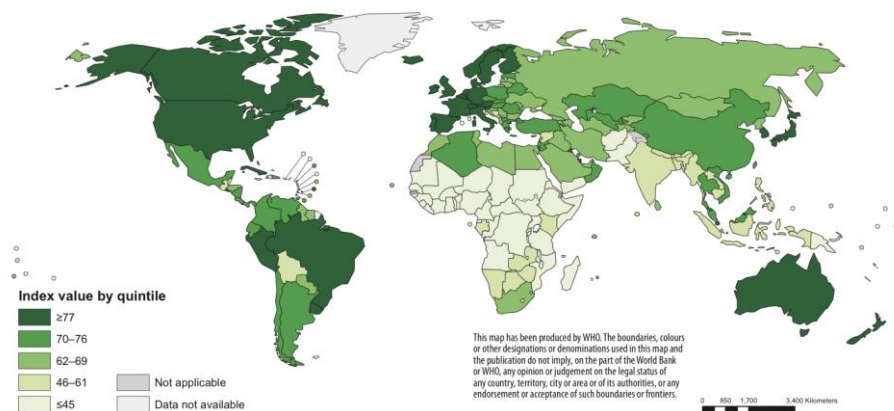 Index value by quintile
≥77
70–76
62–69
46–61
≤45
Not applicable
Data not available
This map has been produced by WHO. The boundaries, colours
or other designations or denominations used in this map and
the publication do not imply, on the part of the World Bank
or WHO, any opinion or judgement on the legal status of
any country, territory, city or area or of its authorities, or any
endorsement or acceptance of such boundaries or frontiers.
0 850 1,700 3,400 Kilometers